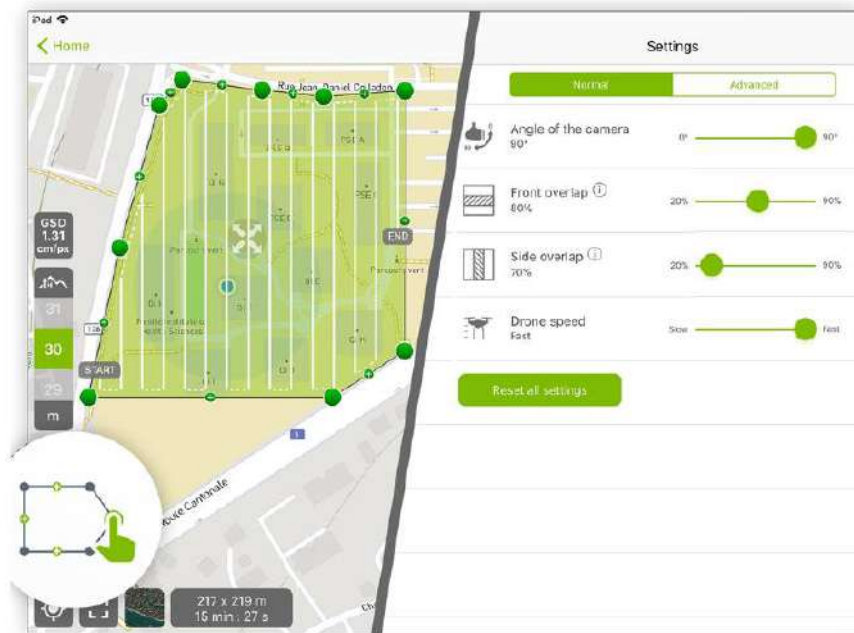 iPad
Home
Settings
Normal
Advanced
Rue Jean-Daniel Colladon
Angle of the camera
90°
0°
90°
Front overlap
80%
20%
90%
GSD
1.31
cm/px
END
Side overlap
70%
20%
90%
31
30
29
m
Drone speed
Fast
Slow
Fast
START
Reset all settings
1
Route Cantonale
217 x 219 m
15 min : 27 s